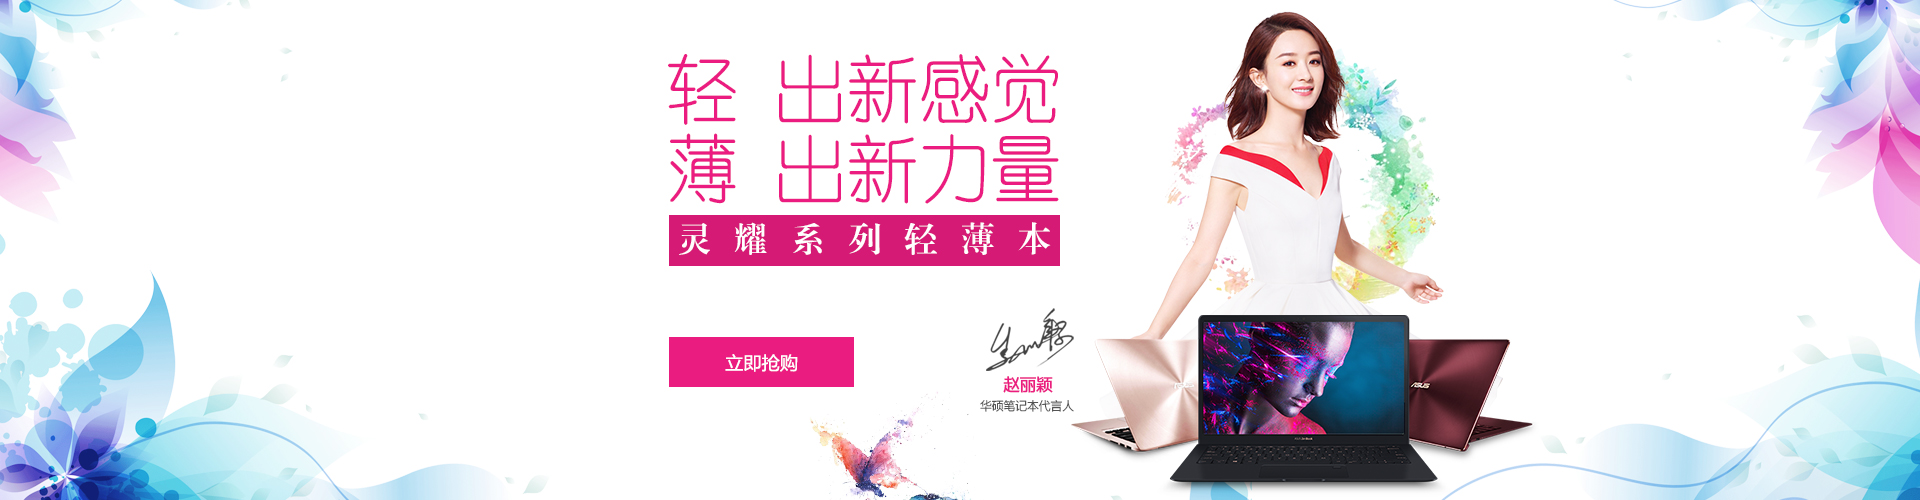 轻 出新感觉
薄 出新力量
灵耀系列轻薄本
立即抢购
赵丽颖
华硕笔记本代言人
ASUS